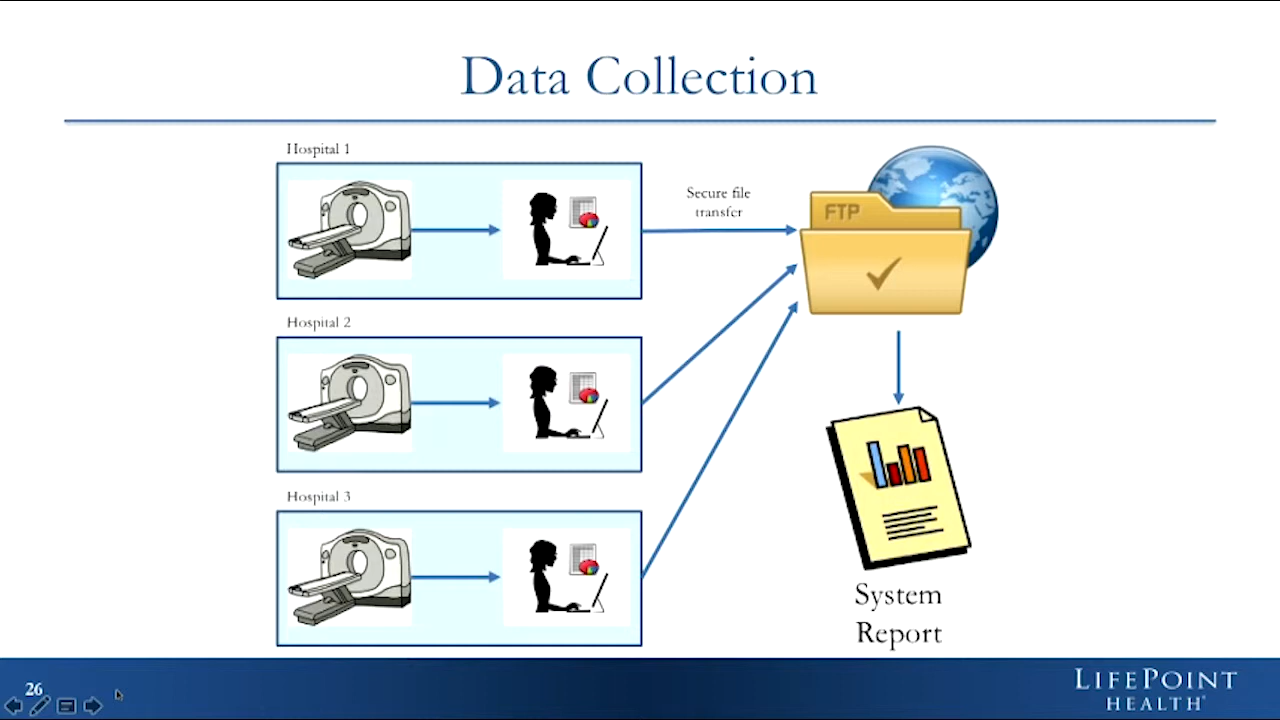 Data Collection
Hospital 1
Secure file
transfer
FTP
Hospital 2
Hospital 3
System
Report
26
LIFEPOINT
HEALTH®